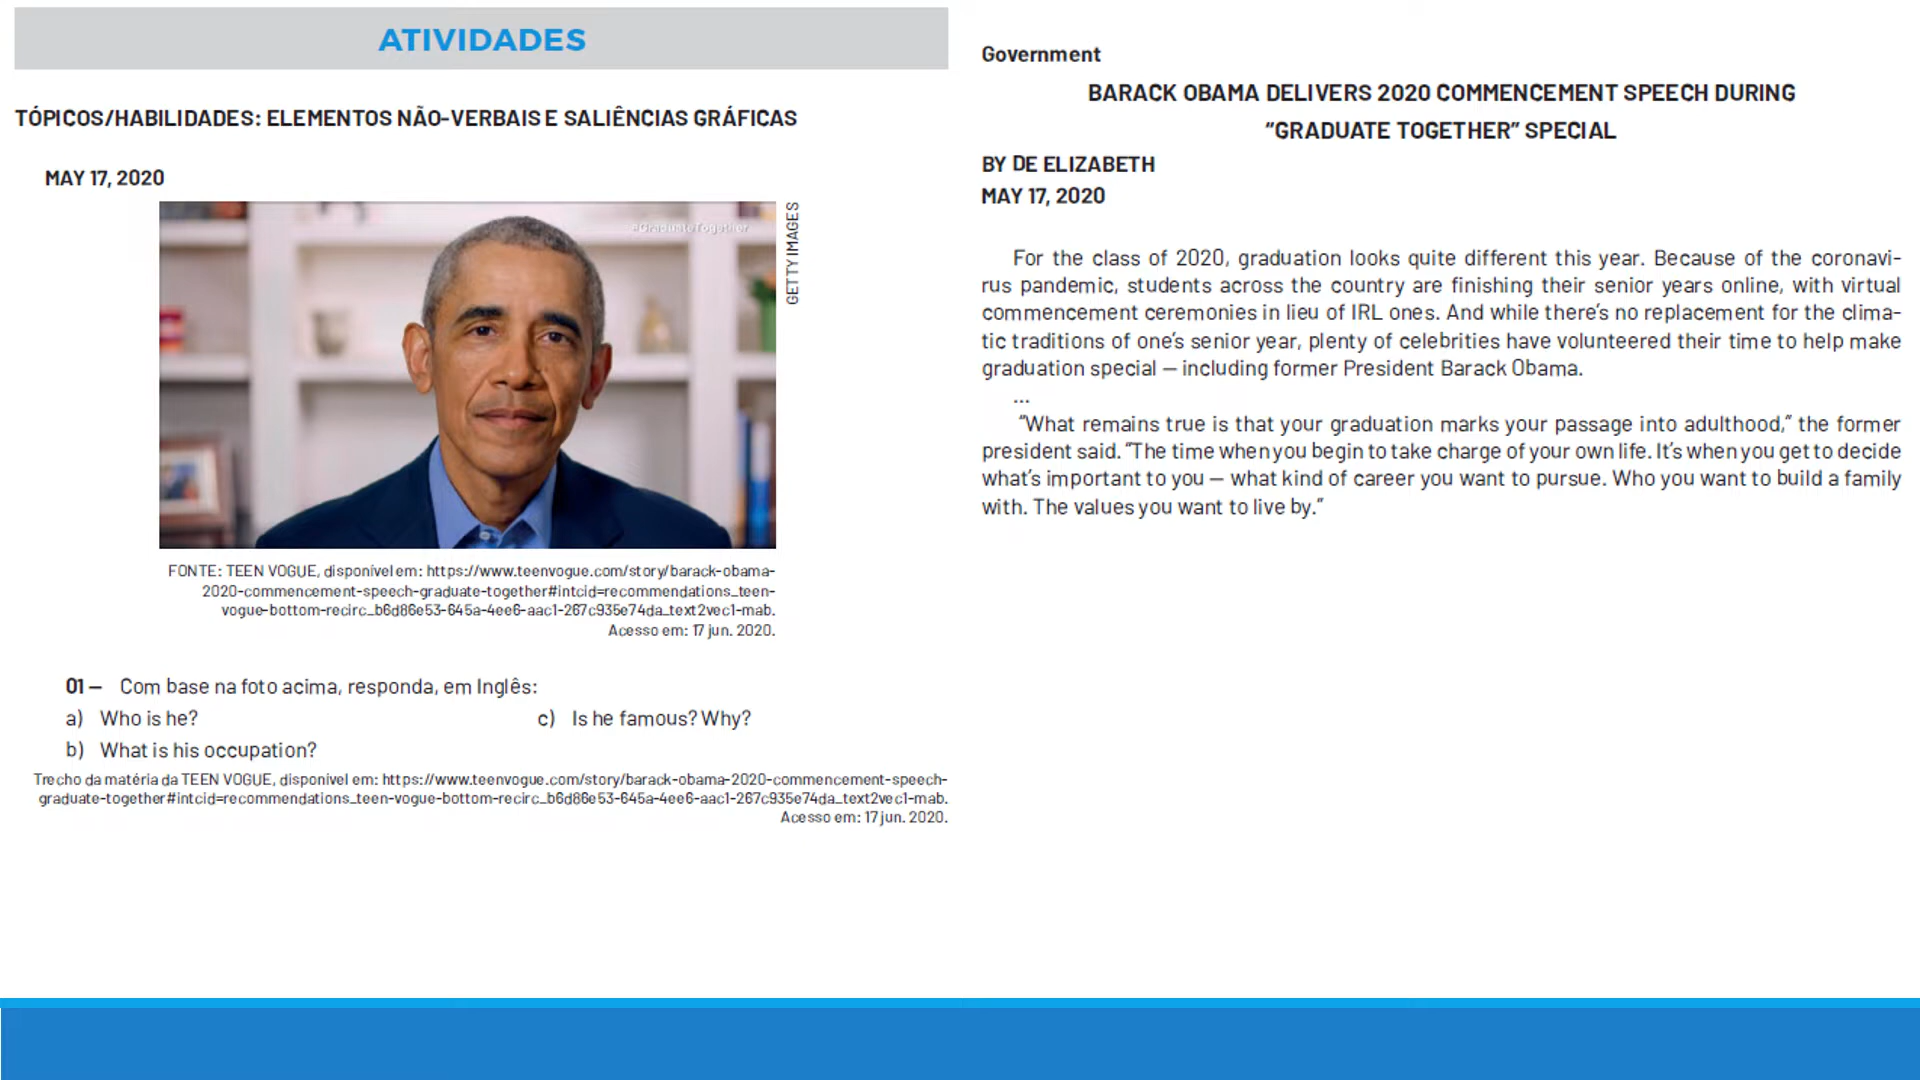 ATIVIDADES
TÓPICOS/HABILIDADES: ELEMENTOS NÃO-VERBAIS E SALIÊNCIAS GRÁFICAS
MAY 17, 2020
#GraduateTogether
GETTY IMAGES
FONTE: TEEN VOGUE, disponível em: https://www.teenvogue.com/story/barack-obama-
2020-commencement-speech-graduate-together#intcid=recommendations_teen-
vogue-bottom-recirc_b6d86e53-645a-4ee6-aac1-267c935e74da_text2vec1-mab.
Acesso em: 17 jun. 2020.
01 – Com base na foto acima, responda, em Inglês:
a) Who is he?
c) Is he famous? Why?
b) What is his occupation?
Trecho da matéria da TEEN VOGUE, disponível em: https://www.teenvogue.com/story/barack-obama-2020-commencement-speech-
graduate-together#intcid=recommendations_teen-vogue-bottom-recirc_b6d86e53-645a-4ee6-aac1-267c935e74da_text2vec1-mab.
Acesso em: 17 jun. 2020.
Government
BARACK OBAMA DELIVERS 2020 COMMENCEMENT SPEECH DURING
“GRADUATE TOGETHER” SPECIAL
BY DE ELIZABETH
MAY 17, 2020
For the class of 2020, graduation looks quite different this year. Because of the coronavi-
rus pandemic, students across the country are finishing their senior years online, with virtual
commencement ceremonies in lieu of IRL ones. And while there’s no replacement for the clima-
tic traditions of one’s senior year, plenty of celebrities have volunteered their time to help make
graduation special — including former President Barack Obama.
...
“What remains true is that your graduation marks your passage into adulthood,” the former
president said. “The time when you begin to take charge of your own life. It’s when you get to decide
what’s important to you — what kind of career you want to pursue. Who you want to build a family
with. The values you want to live by.”